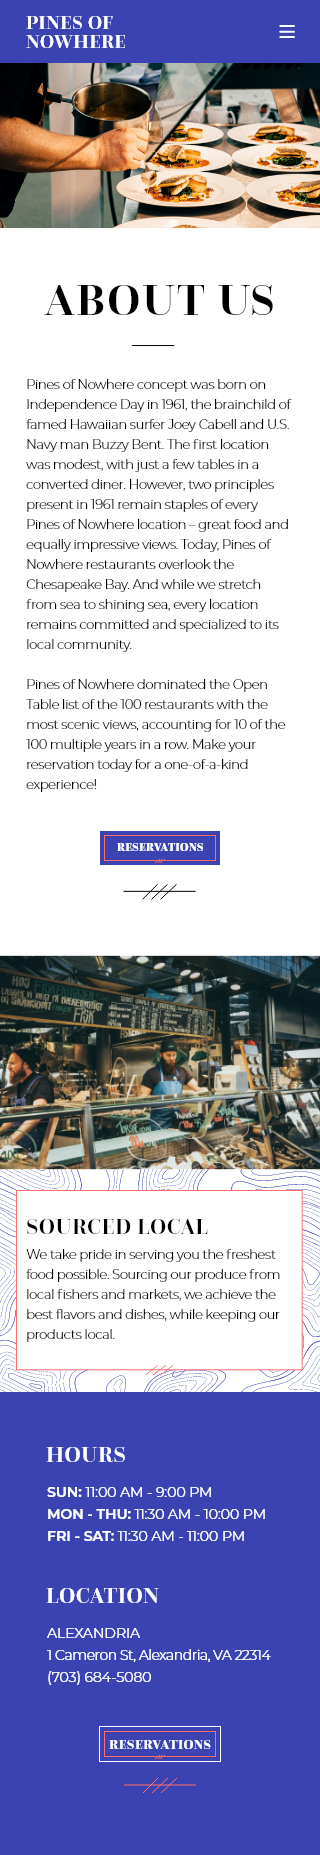 PINES OF
NOWHERE
ABOUT US
Pines of Nowhere concept was born on
Independence Day in 1961, the brainchild of
famed Hawaiian surfer Joey Cabell and U.S.
Navy man Buzzy Bent. The first location
was modest, with just a few tables in a
converted diner. However, two principles
present in 1961 remain staples of every
Pines of Nowhere location – great food and
equally impressive views. Today, Pines of
Nowhere restaurants overlook the
Chesapeake Bay. And while we stretch
from sea to shining sea, every location
remains committed and specialized to its
local community.
Pines of Nowhere dominated the Open
Table list of the 100 restaurants with the
most scenic views, accounting for 10 of the
100 multiple years in a row. Make your
reservation today for a one-of-a-kind
experience!
RESERVATIONS
FISK
SOURCED LOCAL
We take pride in serving you the freshest
food possible. Sourcing our produce from
local fishers and markets, we achieve the
best flavors and dishes, while keeping our
products local.
HOURS
SUN: 11:00 AM - 9:00 PM
MON - THU: 11:30 AM - 10:00 PM
FRI - SAT: 11:30 AM - 11:00 PM
LOCATION
ALEXANDRIA
1 Cameron St, Alexandria, VA 22314
(703) 684-5080
RESERVATIONS